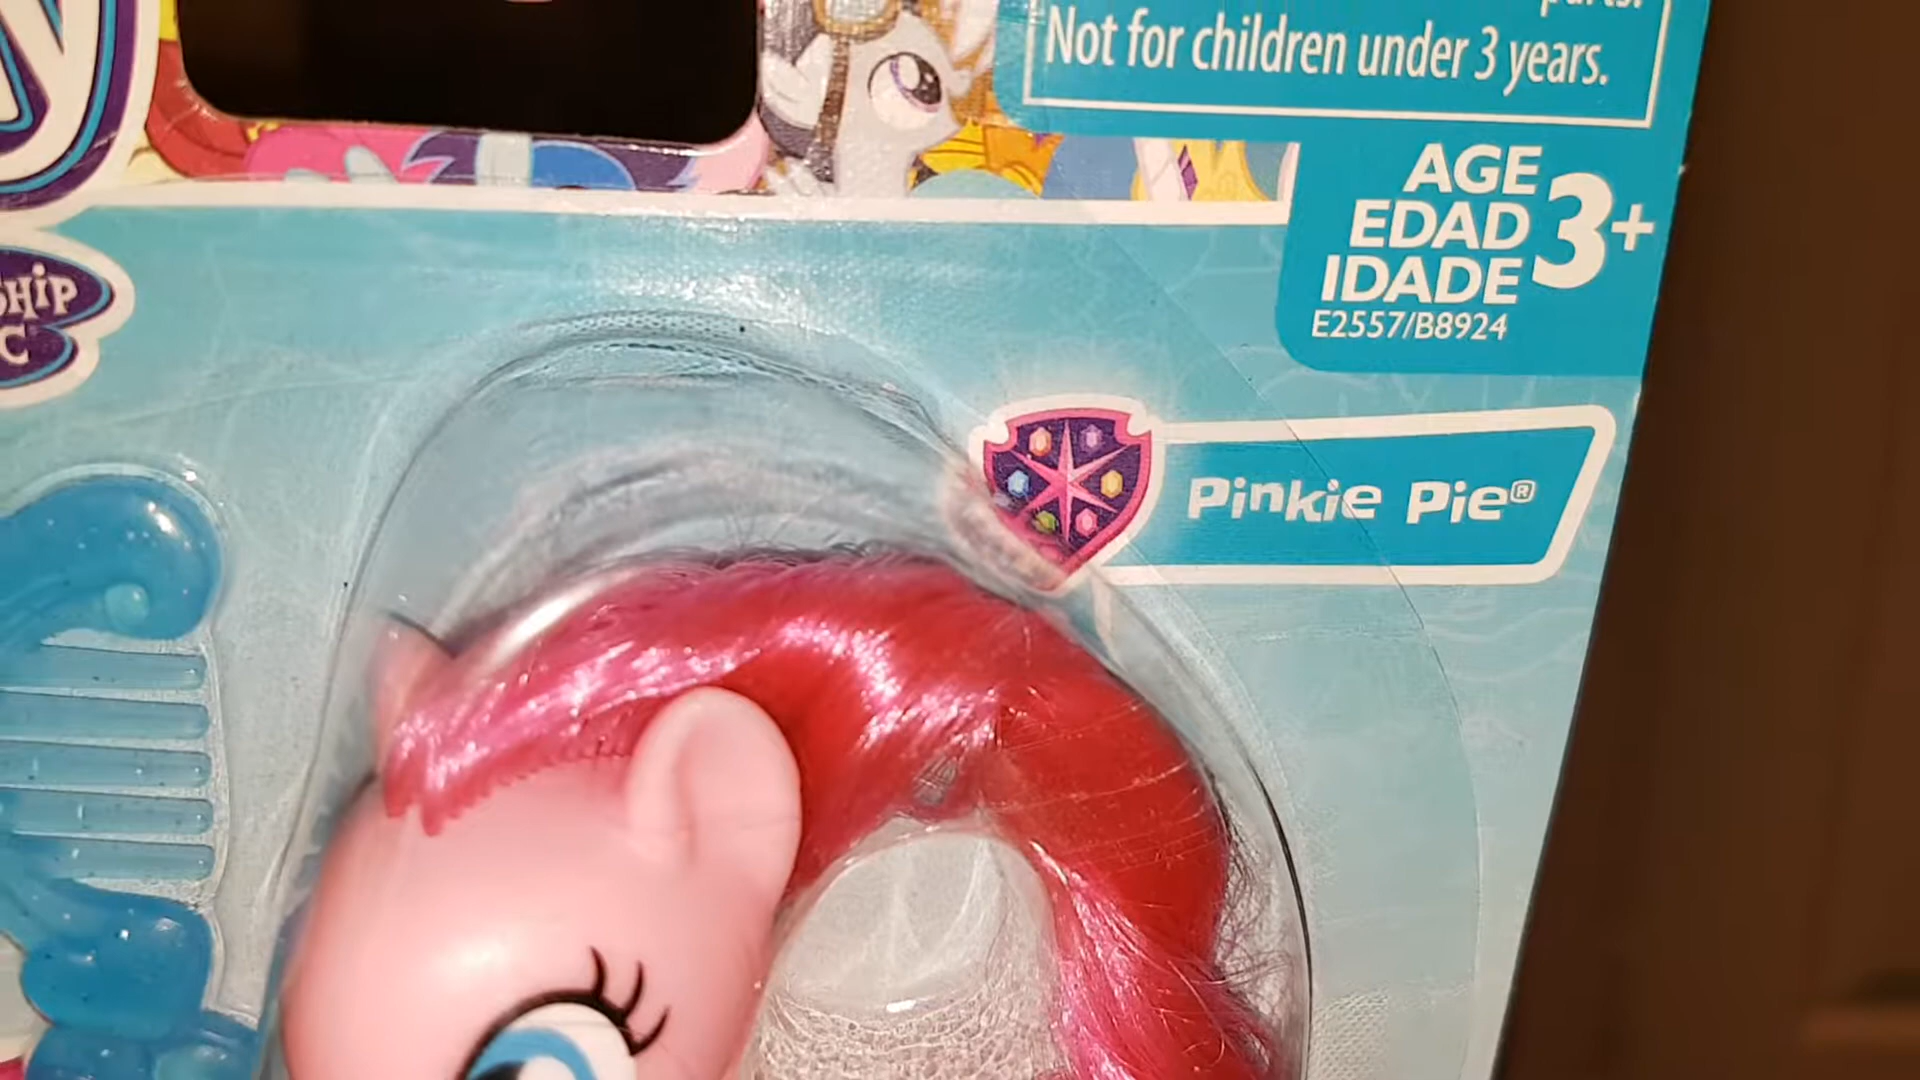 Not for children under 3 years.
AGE
EDAD
IDADE
3+
E2557/B8924
Pinkie Pie®